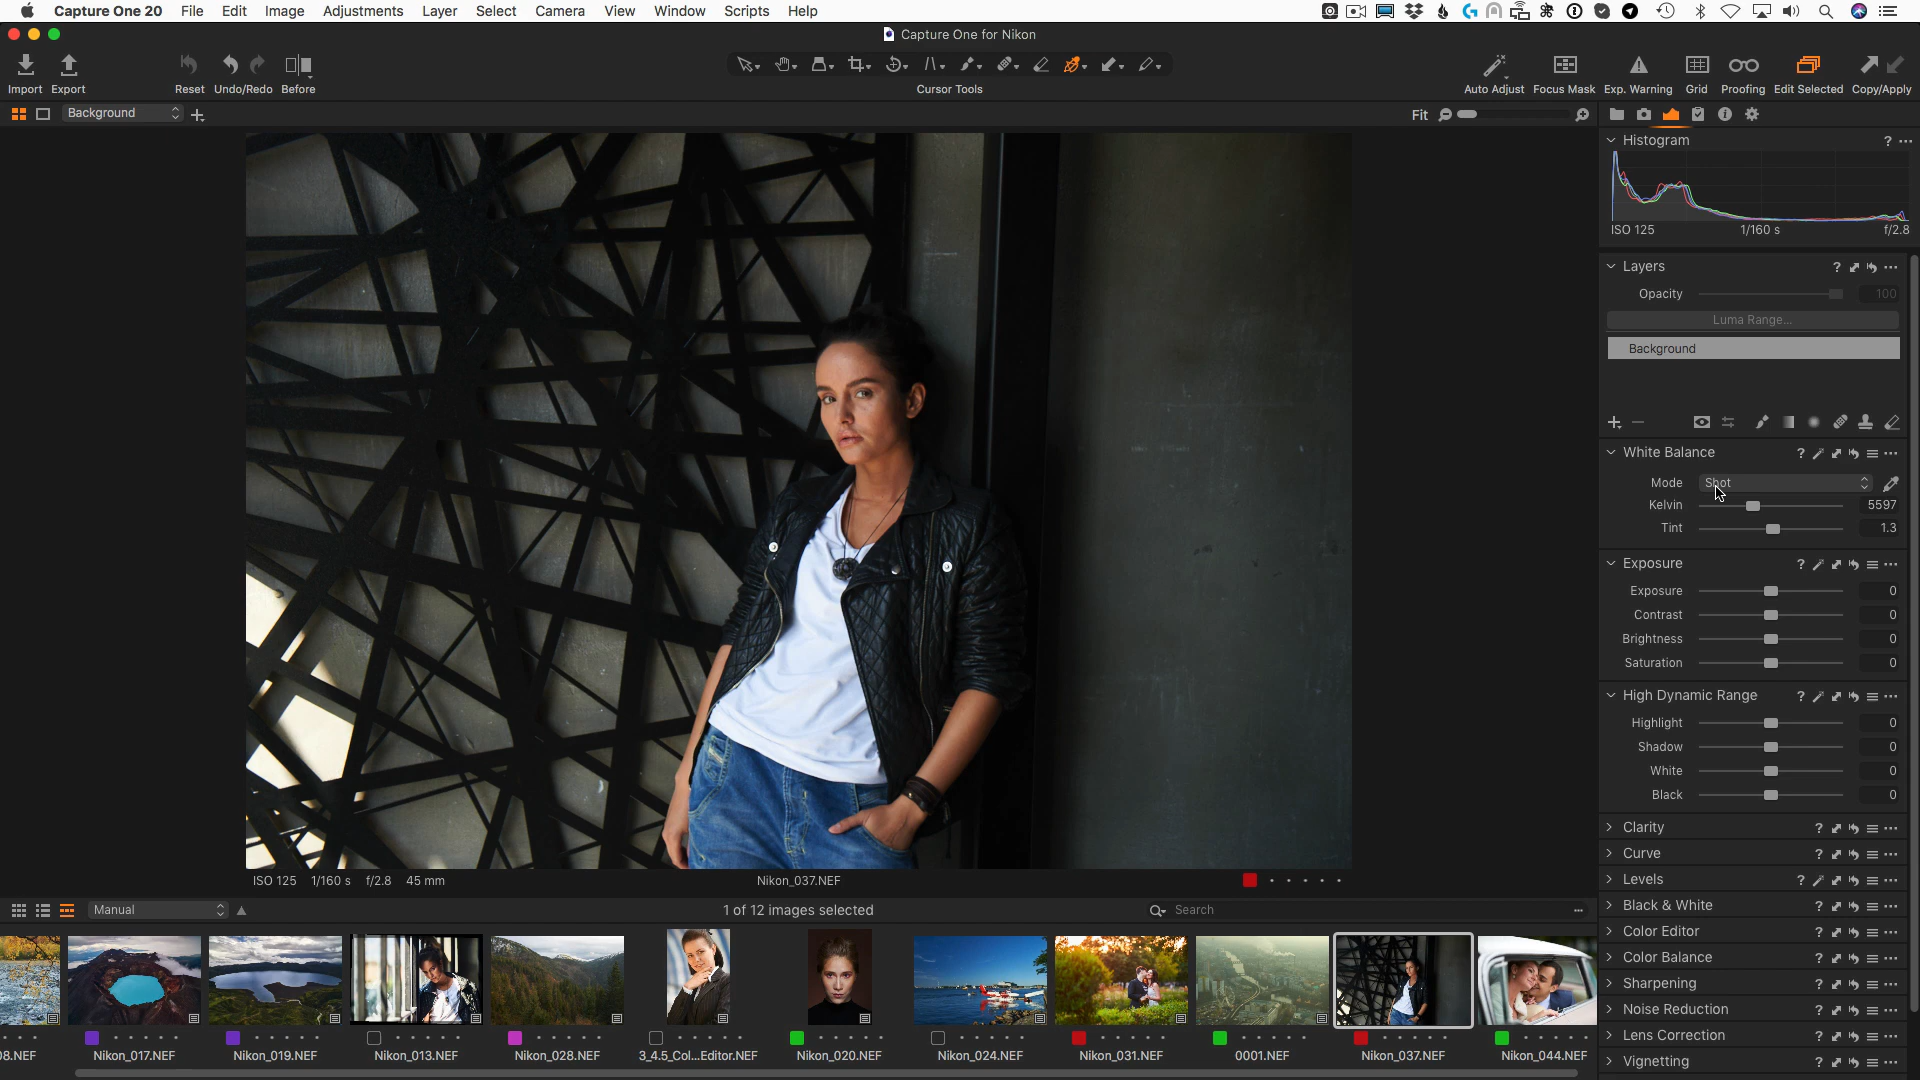 Capture One 20 File Edit Image Adjustments Layer Select Camera View Window Scripts Help
Capture One for Nikon
Import Export Reset Undo/Redo Before Cursor Tools Auto Adjust Focus Mask Exp. Warning Grid Proofing Edit Selected Copy/Apply
Background Fit
Histogram ?
ISO 125 1/160 s f/2.8
Layers ?
Opacity 100
Luma Range...
Background
White Balance ?
Mode Shot
Kelvin 5597
Tint 1.3
Exposure ?
Exposure 0
Contrast 0
Brightness 0
Saturation 0
High Dynamic Range ?
Highlight 0
Shadow 0
White 0
Black 0
Clarity ?
Curve ?
Levels ?
Black & White ?
Color Editor ?
Color Balance ?
Sharpening ?
Noise Reduction ?
Lens Correction ?
Vignetting ?
ISO 125 1/160 s f/2.8 45 mm Nikon_037.NEF
Manual 1 of 12 images selected Search
08.NEF Nikon_017.NEF Nikon_019.NEF Nikon_013.NEF Nikon_028.NEF 3_4.5_Col...Editor.NEF Nikon_020.NEF Nikon_024.NEF Nikon_031.NEF 0001.NEF Nikon_037.NEF Nikon_044.NEF